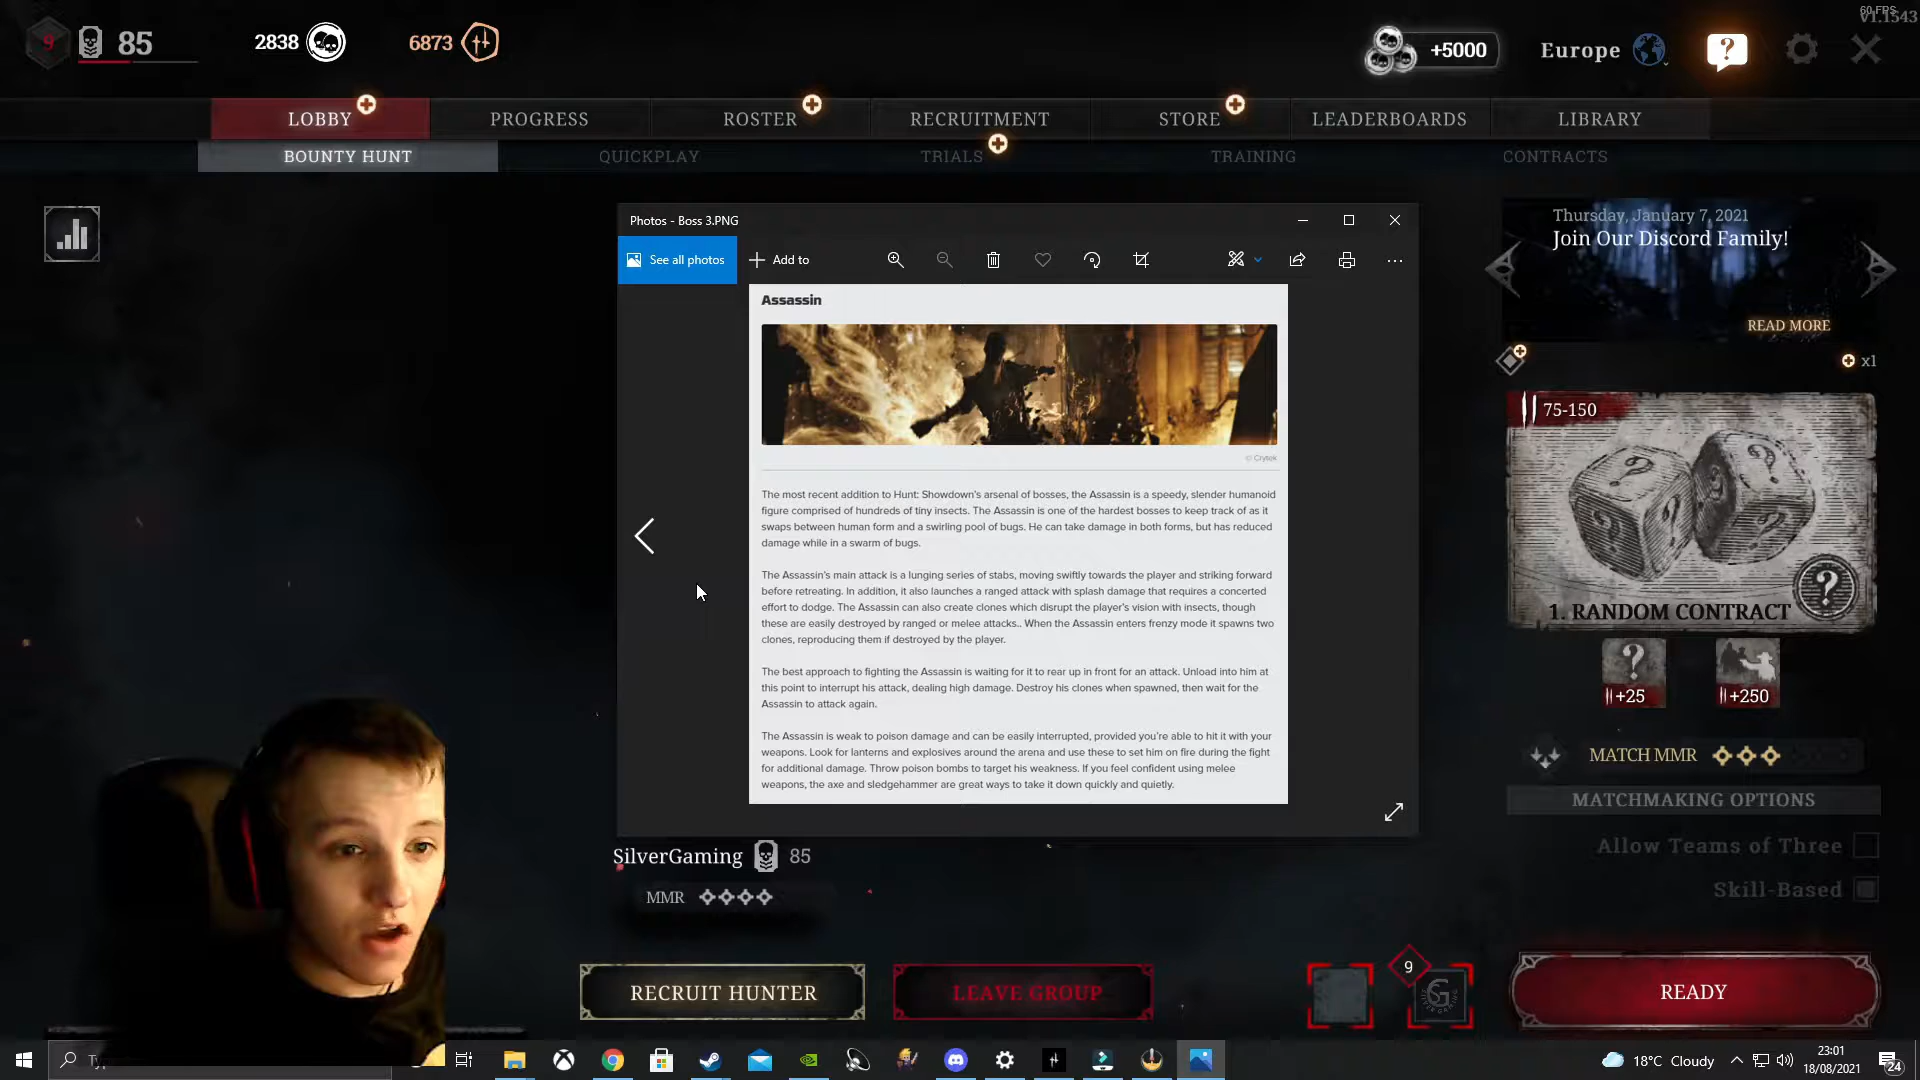 60 FPS
V1.1543
9
85
2838
6873
+5000
Europe
?
LOBBY
PROGRESS
ROSTER
RECRUITMENT
STORE
LEADERBOARDS
LIBRARY
BOUNTY HUNT
QUICKPLAY
TRIALS
TRAINING
CONTRACTS
Photos - Boss 3.PNG
See all photos
Add to
Assassin
© Crytek
The most recent addition to Hunt: Showdown's arsenal of bosses, the Assassin is a speedy, slender humanoid
figure comprised of hundreds of tiny insects. The Assassin is one of the hardest bosses to keep track of as it
swaps between human form and a swirling pool of bugs. He can take damage in both forms, but has reduced
damage while in a swarm of bugs.
The Assassin's main attack is a lunging series of stabs, moving swiftly towards the player and striking forward
before retreating. In addition, it also launches a ranged attack with splash damage that requires a concerted
effort to dodge. The Assassin can also create clones which disrupt the player's vision with insects, though
these are easily destroyed by ranged or melee attacks.. When the Assassin enters frenzy mode it spawns two
clones, reproducing them if destroyed by the player.
The best approach to fighting the Assassin is waiting for it to rear up in front for an attack. Unload into him at
this point to interrupt his attack, dealing high damage. Destroy his clones when spawned, then wait for the
Assassin to attack again.
The Assassin is weak to poison damage and can be easily interrupted, provided you're able to hit it with your
weapons. Look for lanterns and explosives around the arena and use these to set him on fire during the fight
for additional damage. Throw poison bombs to target his weakness. If you feel confident using melee
weapons, the axe and sledgehammer are great ways to take it down quickly and quietly.
Thursday, January 7, 2021
Join Our Discord Family!
READ MORE
x1
75-150
? ?
? ? ?
?
1. RANDOM CONTRACT
?
+25
+250
MATCH MMR
MATCHMAKING OPTIONS
Allow Teams of Three
Skill-Based
SilverGaming
85
MMR
RECRUIT HUNTER
LEAVE GROUP
9
SG
READY
Ty
18°C Cloudy
23:01
18/08/2021
24